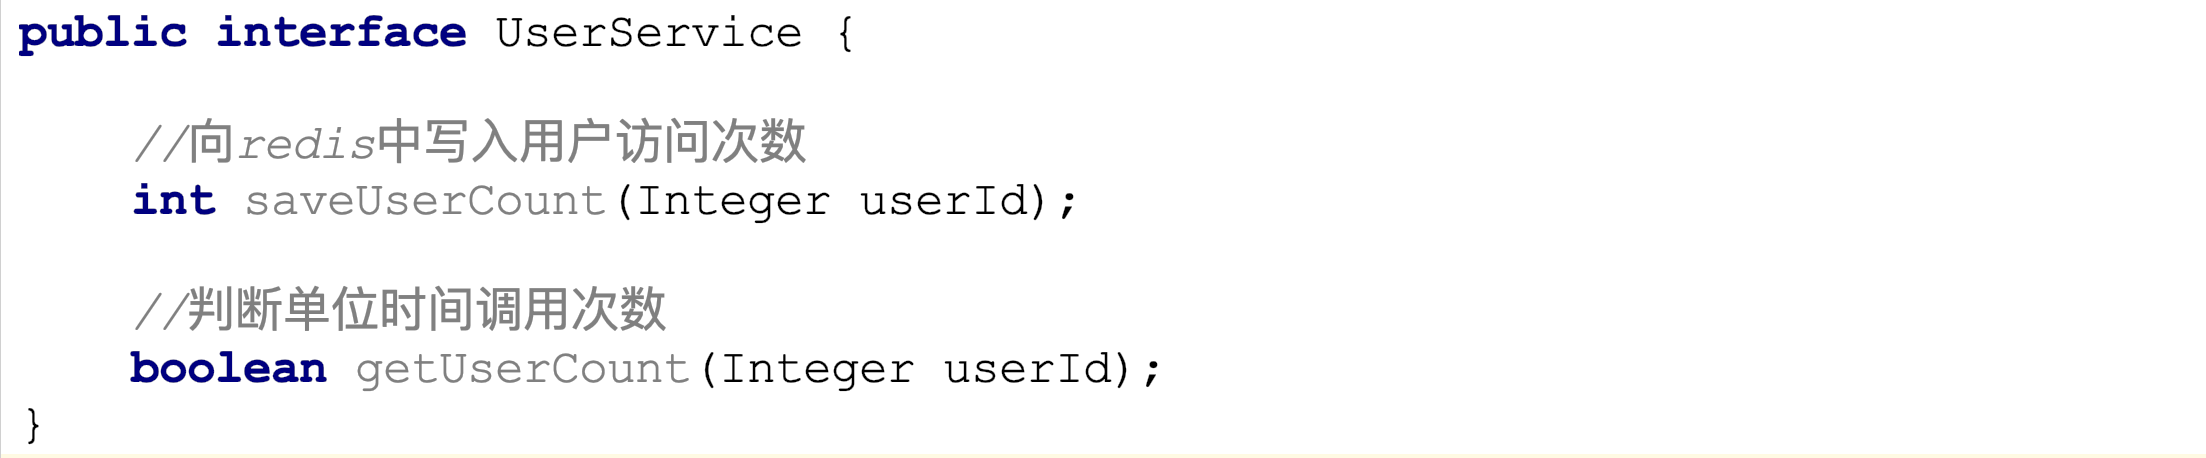 public interface UserService {
//向redis中写入用户访问次数
int saveUserCount(Integer userId);
//判断单位时间调用次数
boolean getUserCount(Integer userId);
}